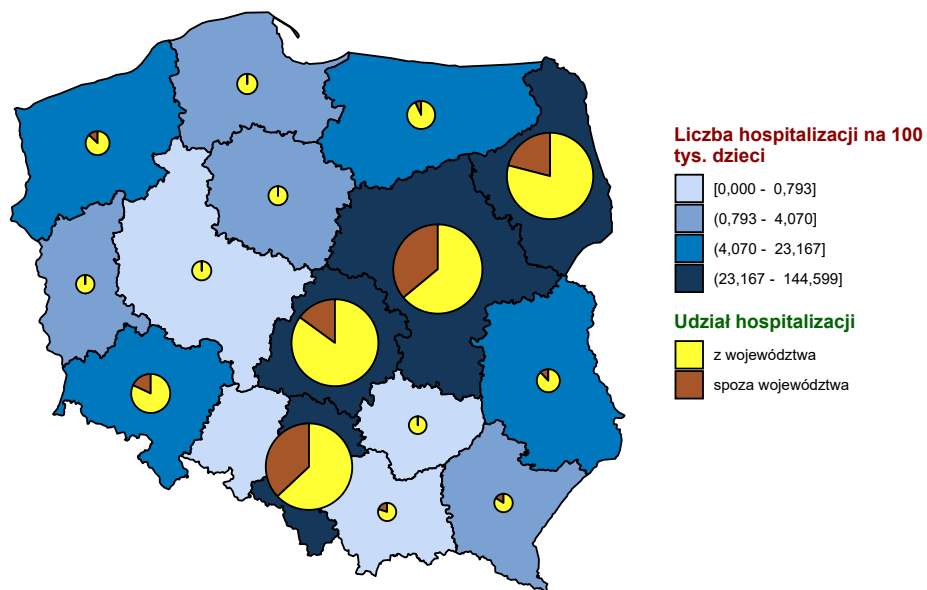 Liczba hospitalizacji na 100
tys. dzieci
[0,000 - 0,793]
(0,793 - 4,070]
(4,070 - 23,167]
(23,167 - 144,599]
Udział hospitalizacji
z województwa
spoza województwa